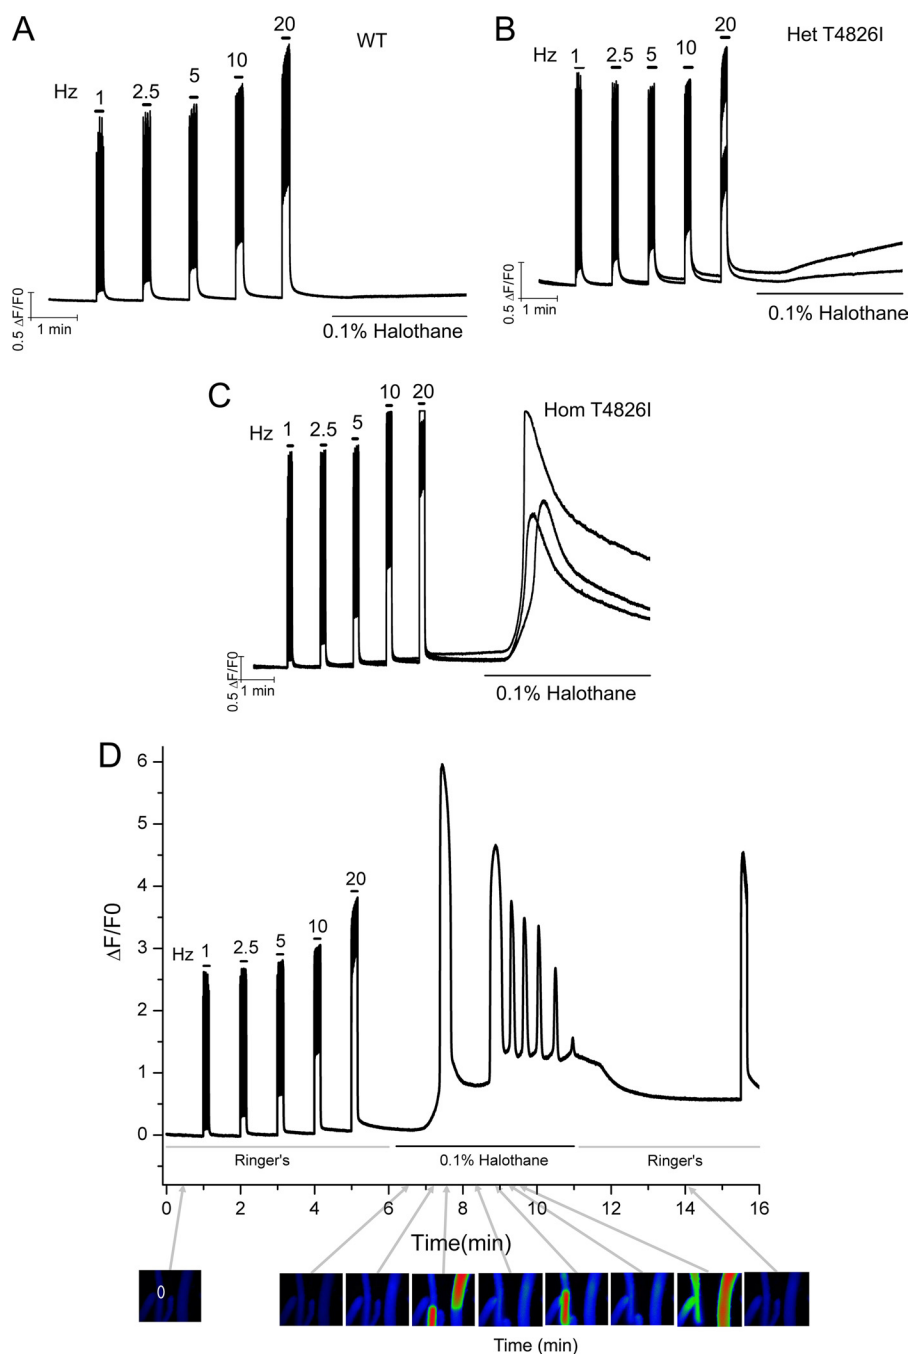 A
WT
Hz 1 2.5 5 10 20
0.5 ΔF/F0
1 min
0.1% Halothane
B
Het T4826I
Hz 1 2.5 5 10 20
0.5 ΔF/F0
1 min
0.1% Halothane
C
Hom T4826I
Hz 1 2.5 5 10 20
0.5 ΔF/F0
1 min
0.1% Halothane
D
6
5
4
3
2
1
0
ΔF/F0
Hz 1 2.5 5 10 20
Ringer's 0.1% Halothane Ringer's
0 2 4 6 8 10 12 14 16
Time(min)
Time (min)